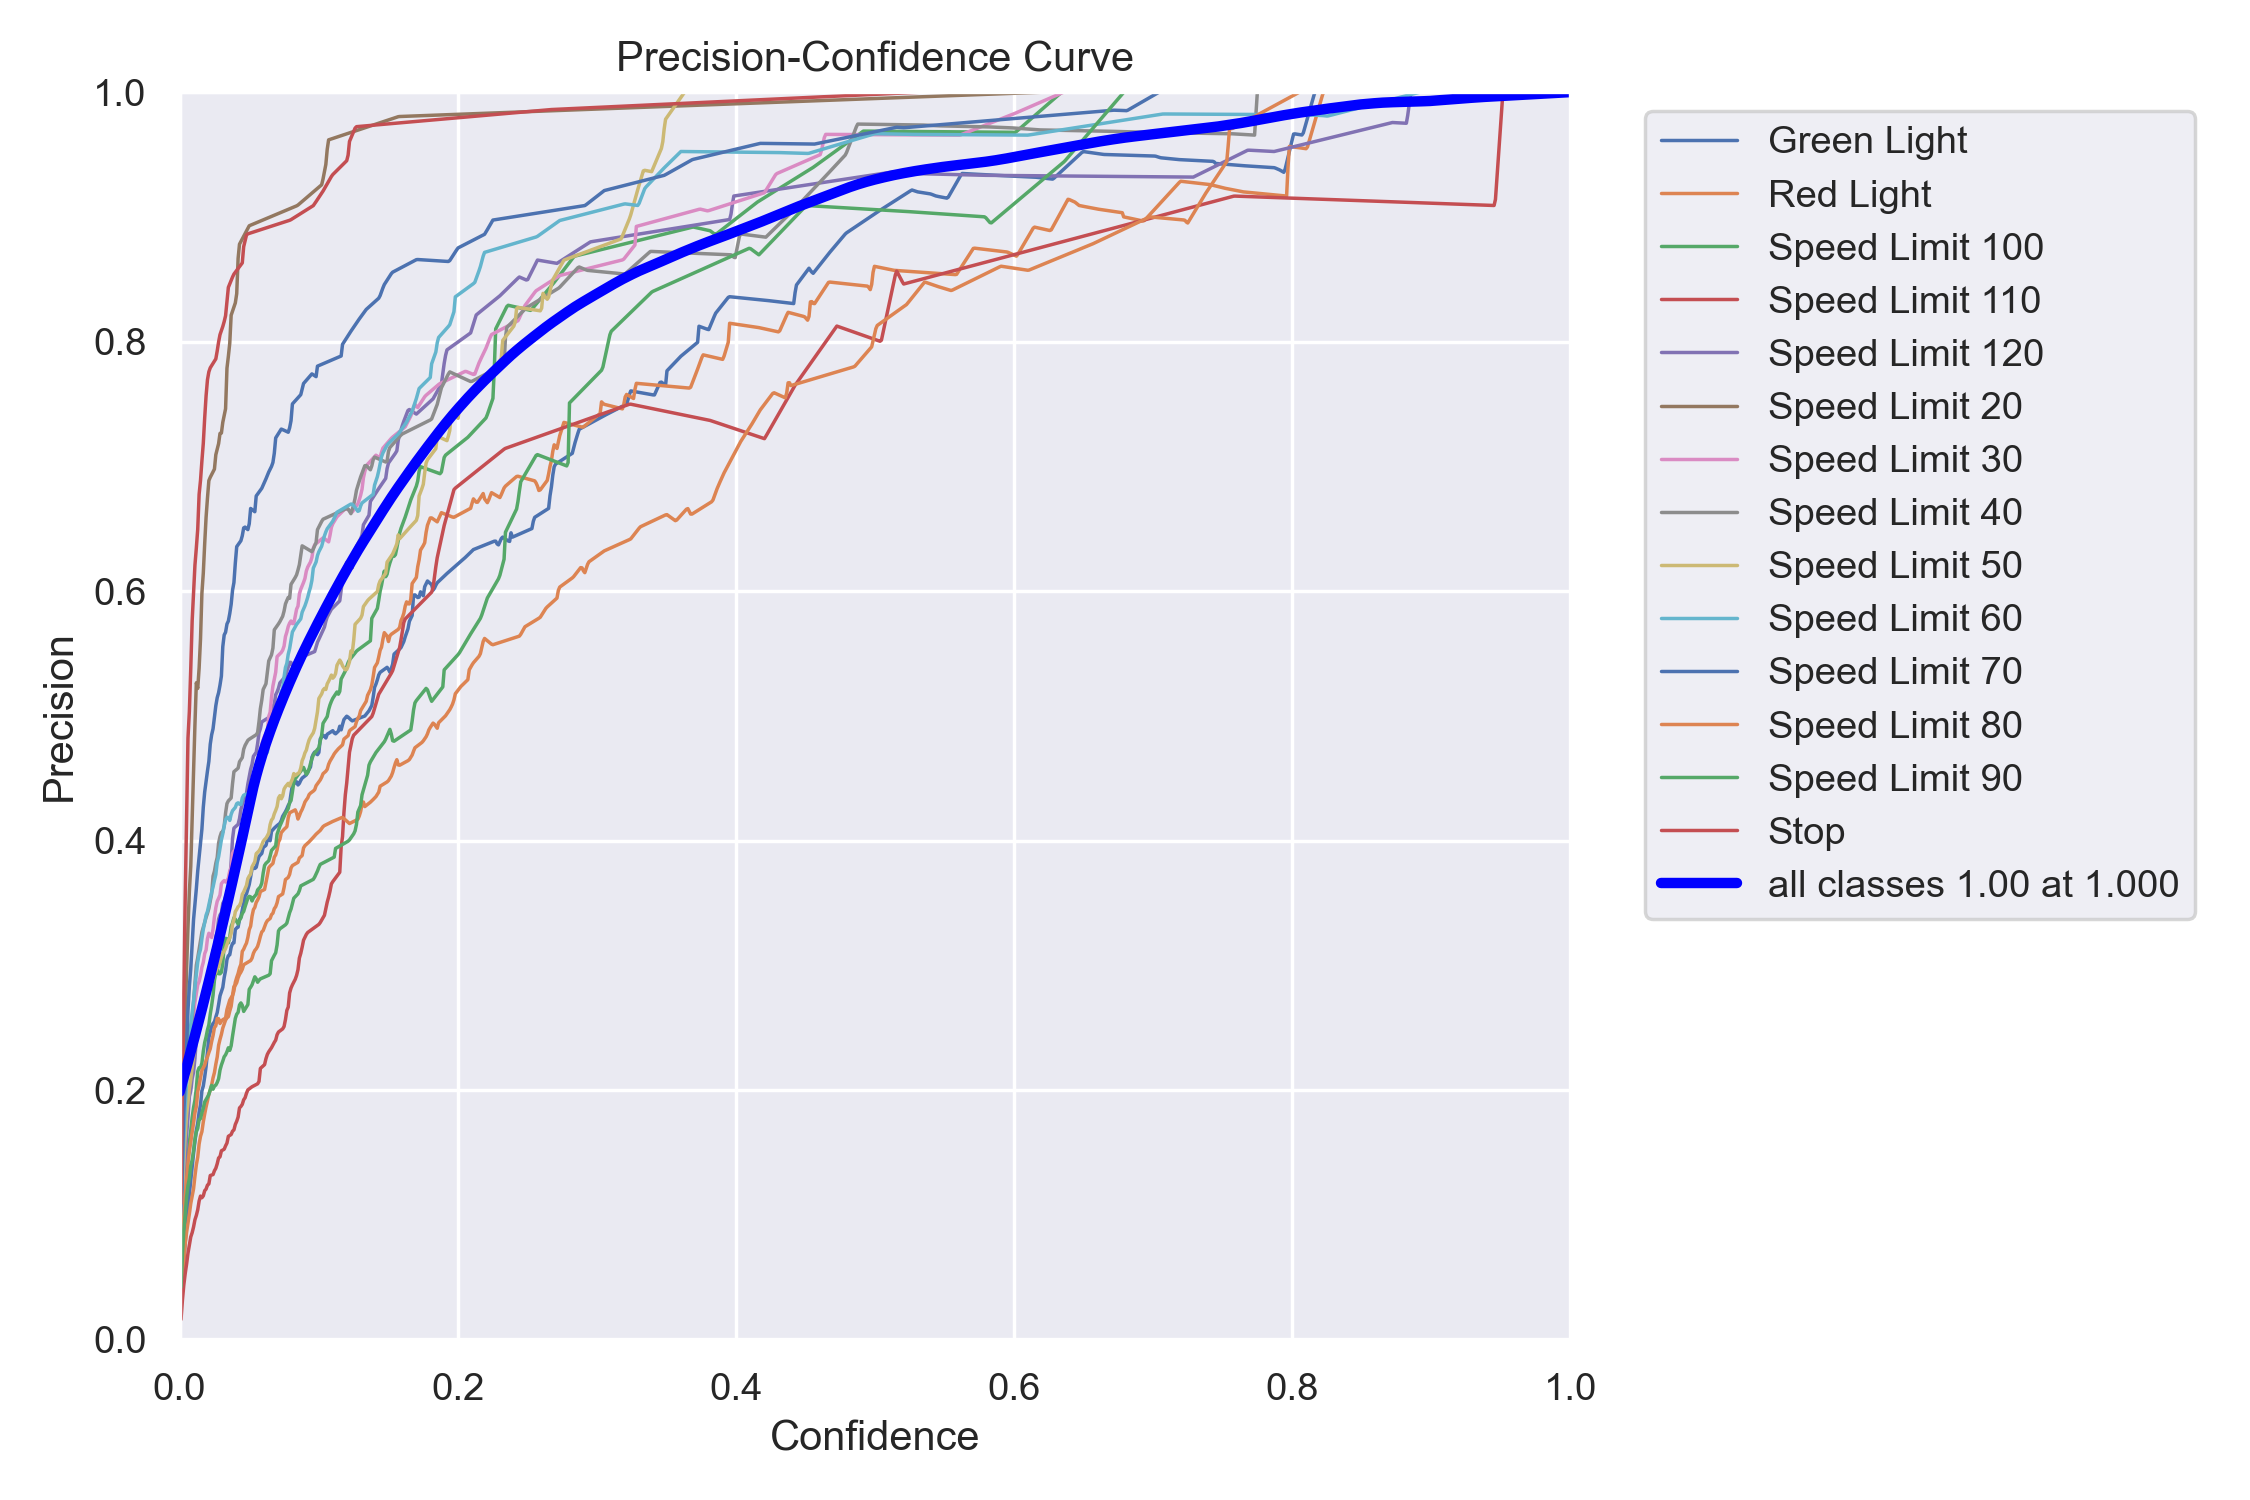 Precision-Confidence Curve
1.0
0.8
0.6
0.4
0.2
0.0
Precision
0.0 0.2 0.4 0.6 0.8 1.0
Confidence
Green Light
Red Light
Speed Limit 100
Speed Limit 110
Speed Limit 120
Speed Limit 20
Speed Limit 30
Speed Limit 40
Speed Limit 50
Speed Limit 60
Speed Limit 70
Speed Limit 80
Speed Limit 90
Stop
all classes 1.00 at 1.000